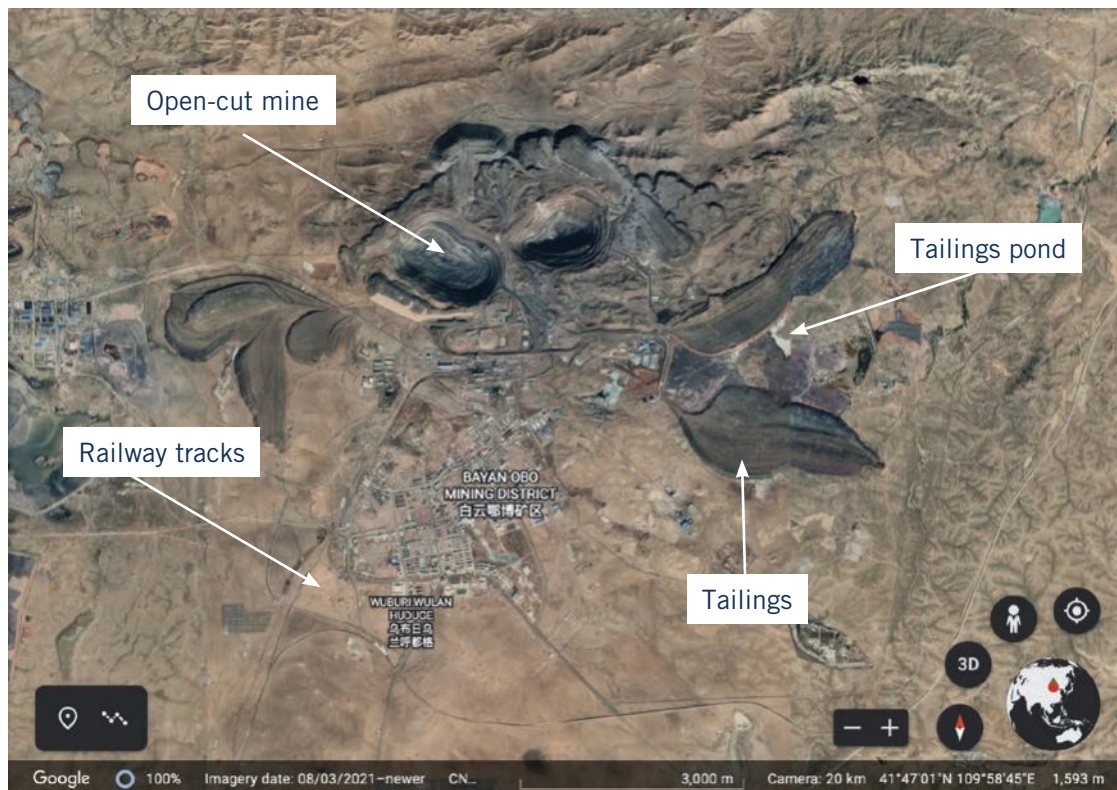 Open-cut mine
Tailings pond
Railway tracks
BAYAN OBO
MINING DISTRICT
白云鄂博矿区
Tailings
WUBURI WULAN
HUDUGE
乌布日乌
兰呼都格
3D
Google
100%
Imagery date: 08/03/2021–newer
CN...
3,000 m
Camera: 20 km
41°47'01"N 109°58'45"E
1,593 m